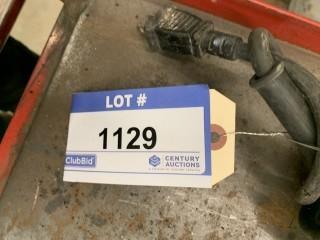 LOT #
1129
ClubBid
CENTURY
AUCTIONS